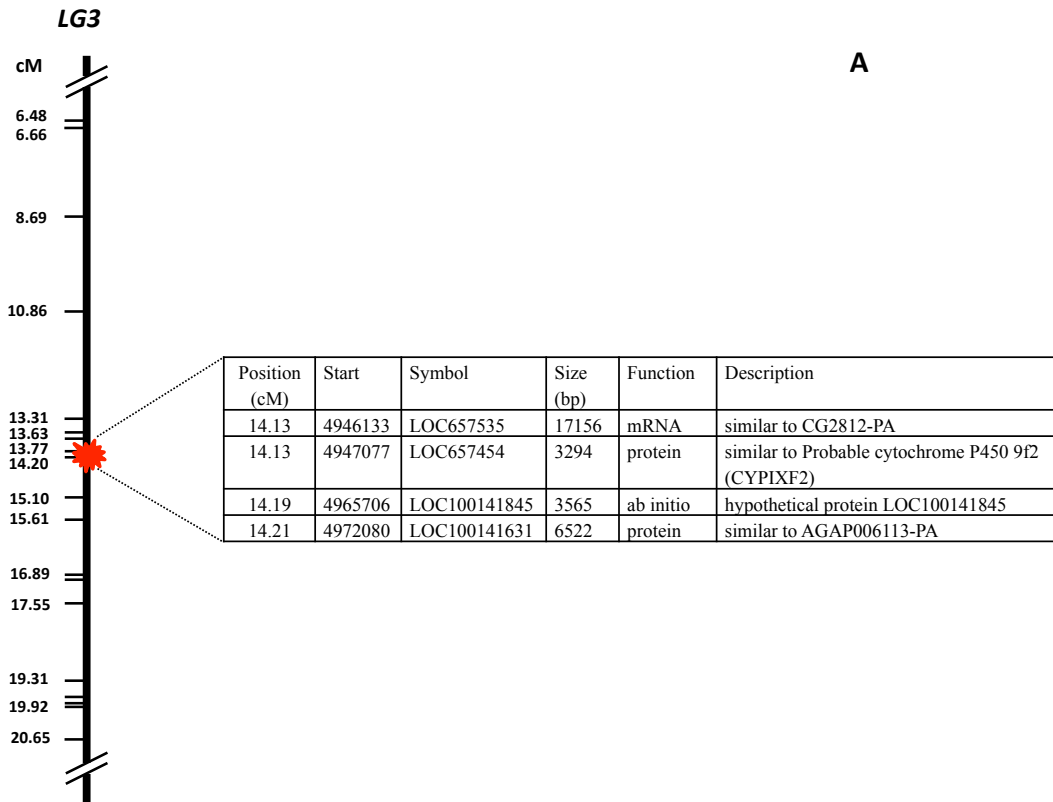 LG3
cM
A
6.48
6.66
8.69
10.86
13.31
13.63
13.77
14.20
15.10
15.61
16.89
17.55
19.31
19.92
20.65
Position (cM) Start Symbol Size (bp) Function Description
14.13 4946133 LOC657535 17156 mRNA similar to CG2812-PA
14.13 4947077 LOC657454 3294 protein similar to Probable cytochrome P450 9f2
(CYPIXF2)
14.19 4965706 LOC100141845 3565 ab initio hypothetical protein LOC100141845
14.21 4972080 LOC100141631 6522 protein similar to AGAP006113-PA